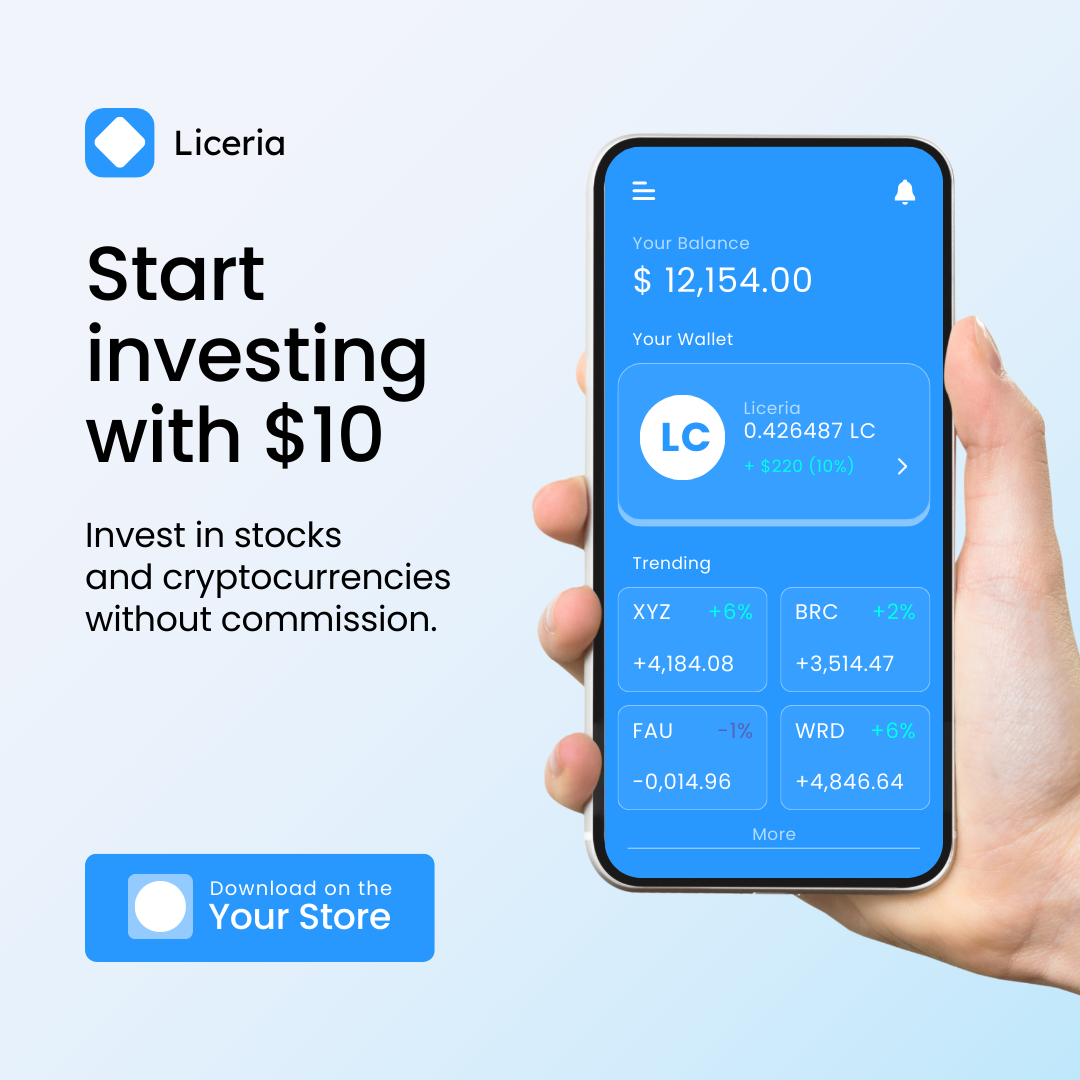 Liceria
Start
investing
with $10
Invest in stocks
and cryptocurrencies
without commission.
Download on the
Your Store
Your Balance
$ 12,154.00
Your Wallet
LC
Liceria
0.426487 LC
+ $220 (10%)
Trending
XYZ +6%
+4,184.08
BRC +2%
+3,514.47
FAU -1%
-0,014.96
WRD +6%
+4,846.64
More